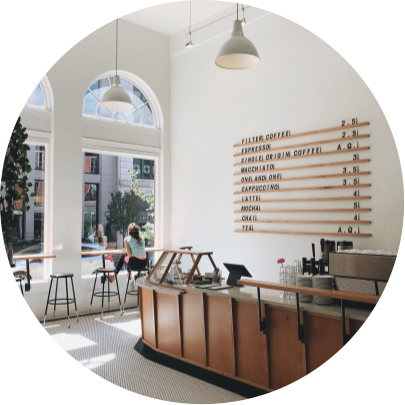 FILTER COFFEE 2.5
ESPRESSO 2.5
SINGLE ORIGIN COFFEE A.Q.
MACCHIATO 3
ONE AND ONE 3.5
CAPPUCCINO 3.5
LATTE 4
MOCHA 5
CHAI 4
TEA A.Q.